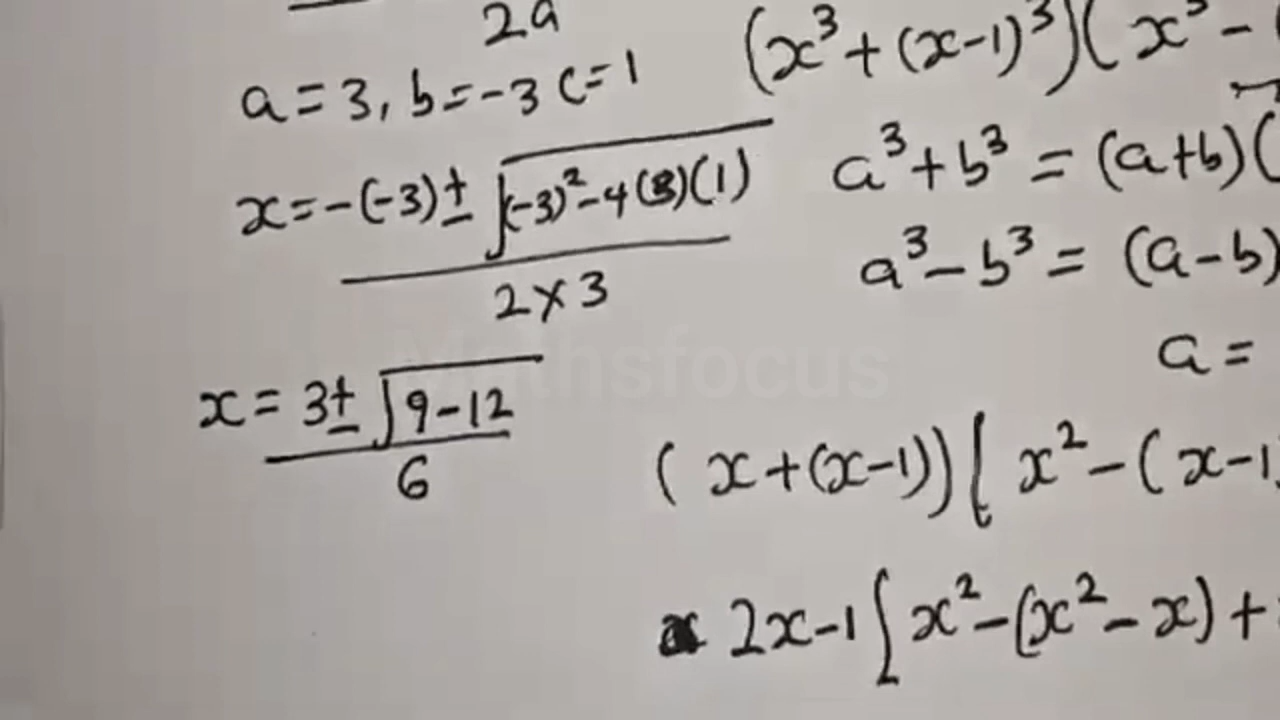 2a
a = 3, b = -3 c = 1
x = -(-3) ± √(-3)² - 4(3)(1)
2 × 3
x = 3 ± √9 - 12
6
(x³ + (x-1)³)(x³ -
a³ + b³ = (a+b)(
a³ - b³ = (a-b)
a =
(x + (x-1)) [x² - (x-1
2x-1 [x² - (x² - x) +
Mathsfocus